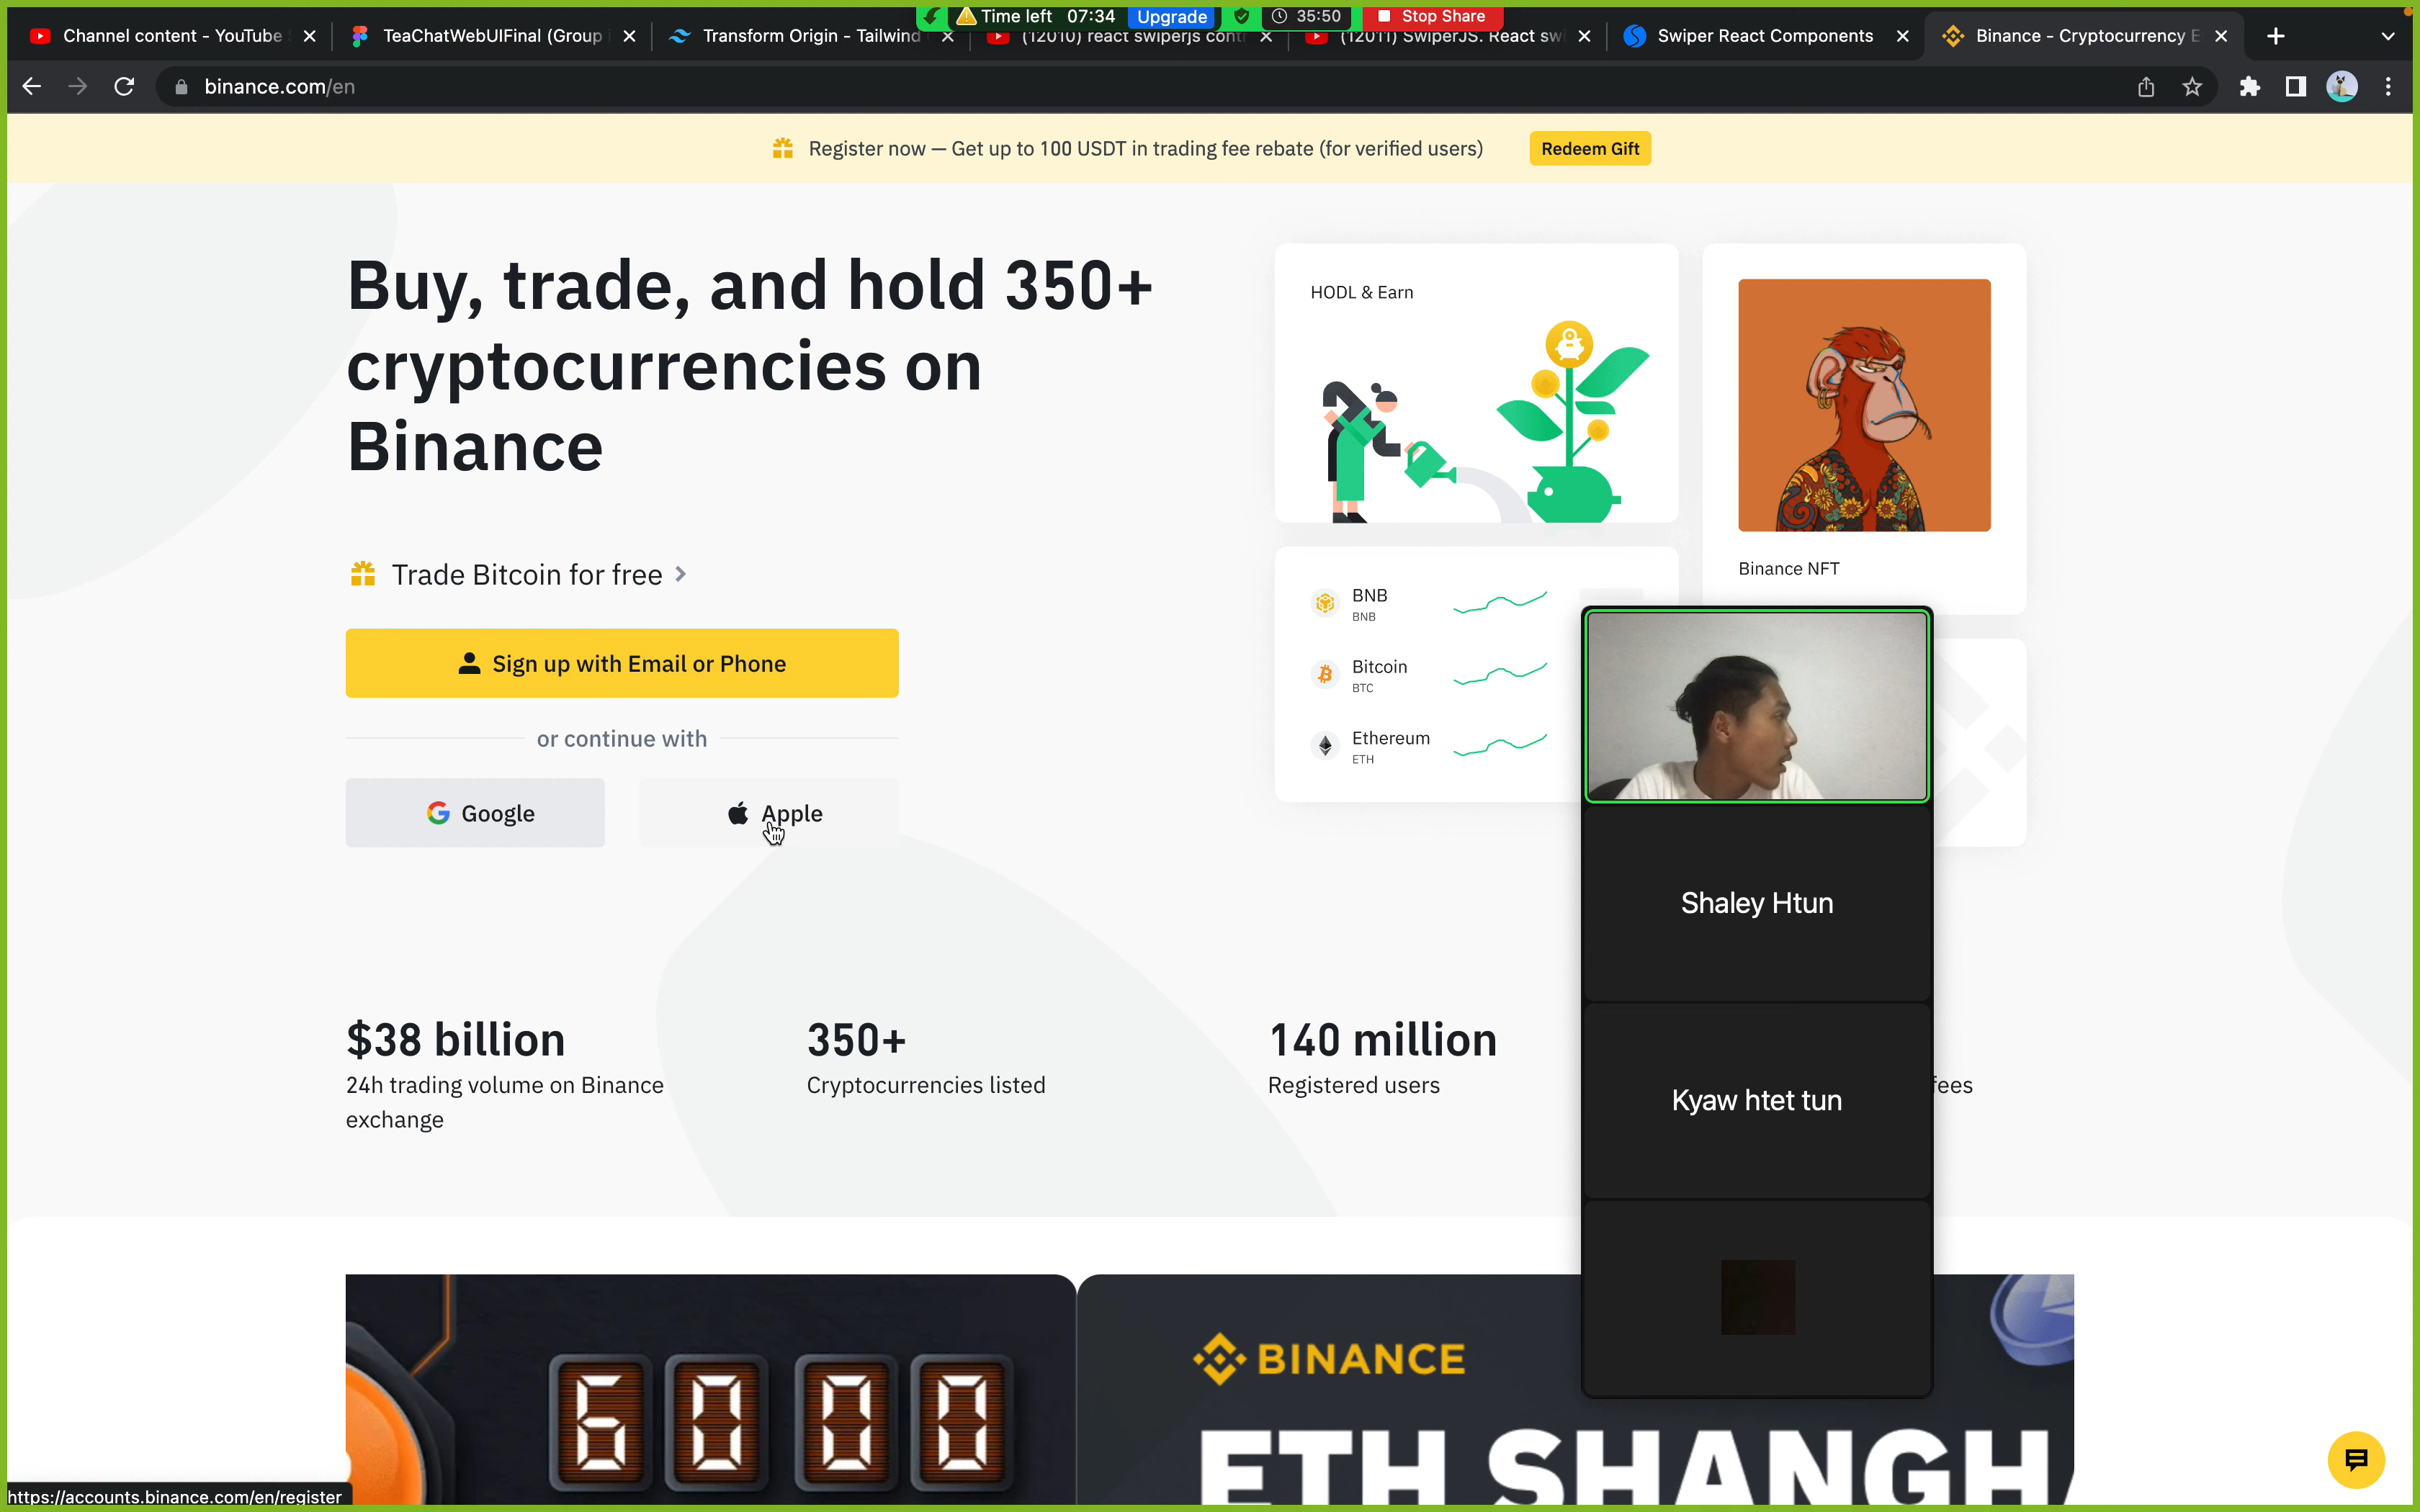 Time left 07:34 Upgrade 35:50 Stop Share
Channel content - YouTube
TeaChatWebUIFinal (Group
Transform Origin - Tailwind
(12010) react swiperjs
(12011) SwiperJS. React
Swiper React Components
Binance - Cryptocurrency E
binance.com/en
Register now — Get up to 100 USDT in trading fee rebate (for verified users)
Redeem Gift
Buy, trade, and hold 350+
cryptocurrencies on
Binance
Trade Bitcoin for free
Sign up with Email or Phone
or continue with
Google
Apple
HODL & Earn
Binance NFT
BNB
BNB
Bitcoin
BTC
Ethereum
ETH
Shaley Htun
Kyaw htet tun
$38 billion
24h trading volume on Binance
exchange
350+
Cryptocurrencies listed
140 million
Registered users
fees
6000
BINANCE
ETH SHANGH
https://accounts.binance.com/en/register